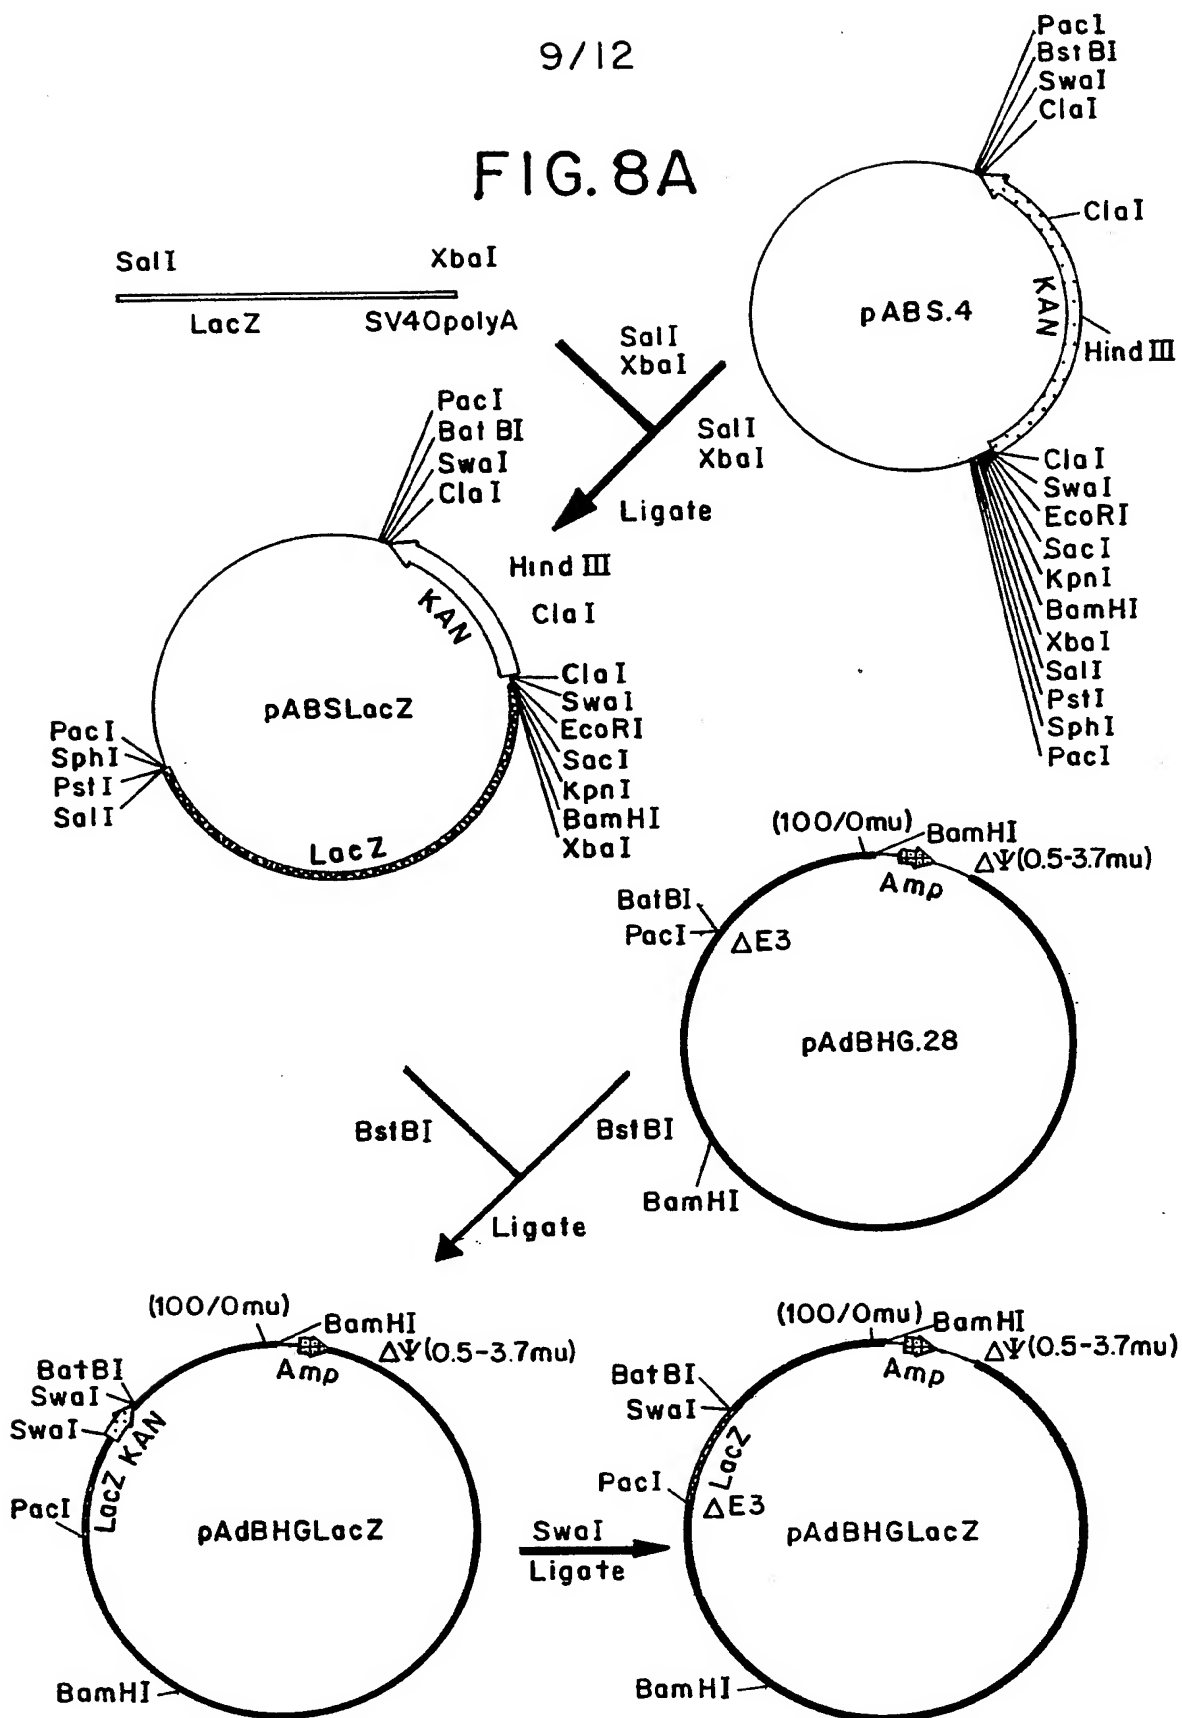 9/12
FIG. 8A
PacI
BstBI
SwaI
ClaI
ClaI
KAN
pABS.4
HindIII
ClaI
SwaI
EcoRI
SacI
KpnI
BamHI
XbaI
SalI
PstI
SphI
PacI
SalI XbaI
LacZ SV40polyA
SalI
XbaI
SalI
XbaI
Ligate
PacI
BatBI
SwaI
ClaI
HindIII
KAN
ClaI
pABSLacZ
ClaI
SwaI
EcoRI
SacI
KpnI
BamHI
XbaI
PacI
SphI
PstI
SalI
LacZ
(100/0mu)
BamHI
Amp
ΔΨ(0.5-3.7mu)
BatBI
PacI
ΔE3
pAdBHG.28
BamHI
BstBI
BstBI
Ligate
(100/0mu)
BamHI
Amp
ΔΨ(0.5-3.7mu)
BatBI
SwaI
SwaI
KAN
LacZ
PacI
pAdBHGLacZ
BamHI
SwaI
Ligate
(100/0mu)
BamHI
Amp
ΔΨ(0.5-3.7mu)
BatBI
SwaI
LacZ
PacI
ΔE3
pAdBHGLacZ
BamHI